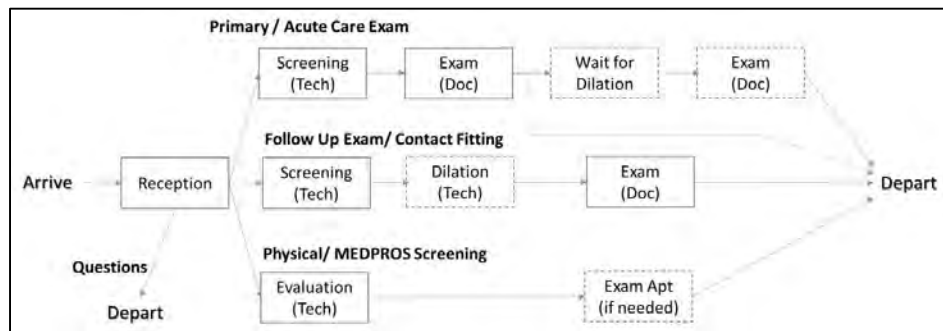 Primary / Acute Care Exam
Screening
(Tech)
Exam
(Doc)
Wait for
Dilation
Exam
(Doc)
Follow Up Exam/ Contact Fitting
Arrive
Reception
Screening
(Tech)
Dilation
(Tech)
Exam
(Doc)
Depart
Questions
Depart
Physical/ MEDPROS Screening
Evaluation
(Tech)
Exam Apt
(if needed)